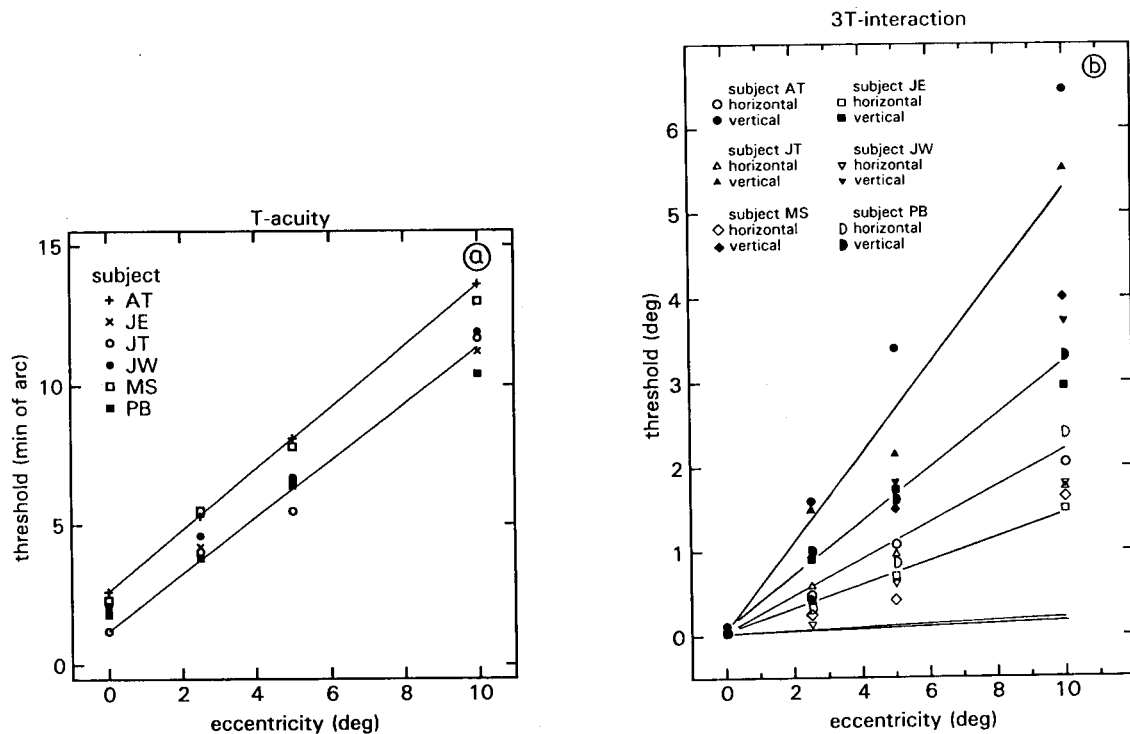 T-acuity
ⓐ
15
10
5
0
threshold (min of arc)
subject
+ AT
× JE
○ JT
● JW
□ MS
■ PB
0 2 4 6 8 10
eccentricity (deg)
3T-interaction
ⓑ
6
5
4
3
2
1
0
threshold (deg)
subject AT
○ horizontal
● vertical
subject JE
□ horizontal
■ vertical
subject JT
△ horizontal
▲ vertical
subject JW
▽ horizontal
▼ vertical
subject MS
◇ horizontal
◆ vertical
subject PB
D horizontal
◗ vertical
0 2 4 6 8 10
eccentricity (deg)